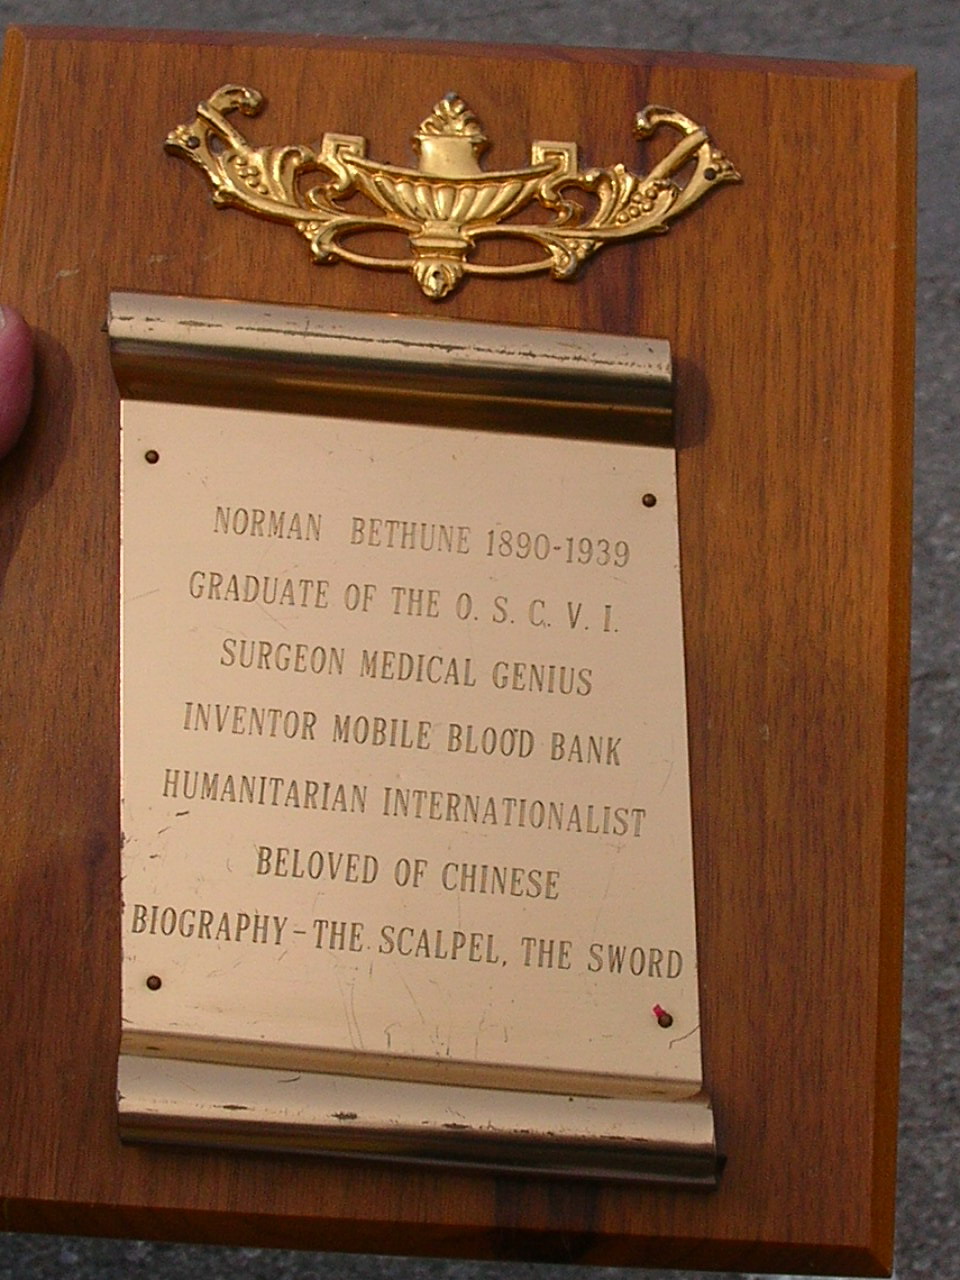 NORMAN BETHUNE 1890-1939
GRADUATE OF THE O. S. C. V. I.
SURGEON MEDICAL GENIUS
INVENTOR MOBILE BLOOD BANK
HUMANITARIAN INTERNATIONALIST
BELOVED OF CHINESE
BIOGRAPHY-THE SCALPEL, THE SWORD